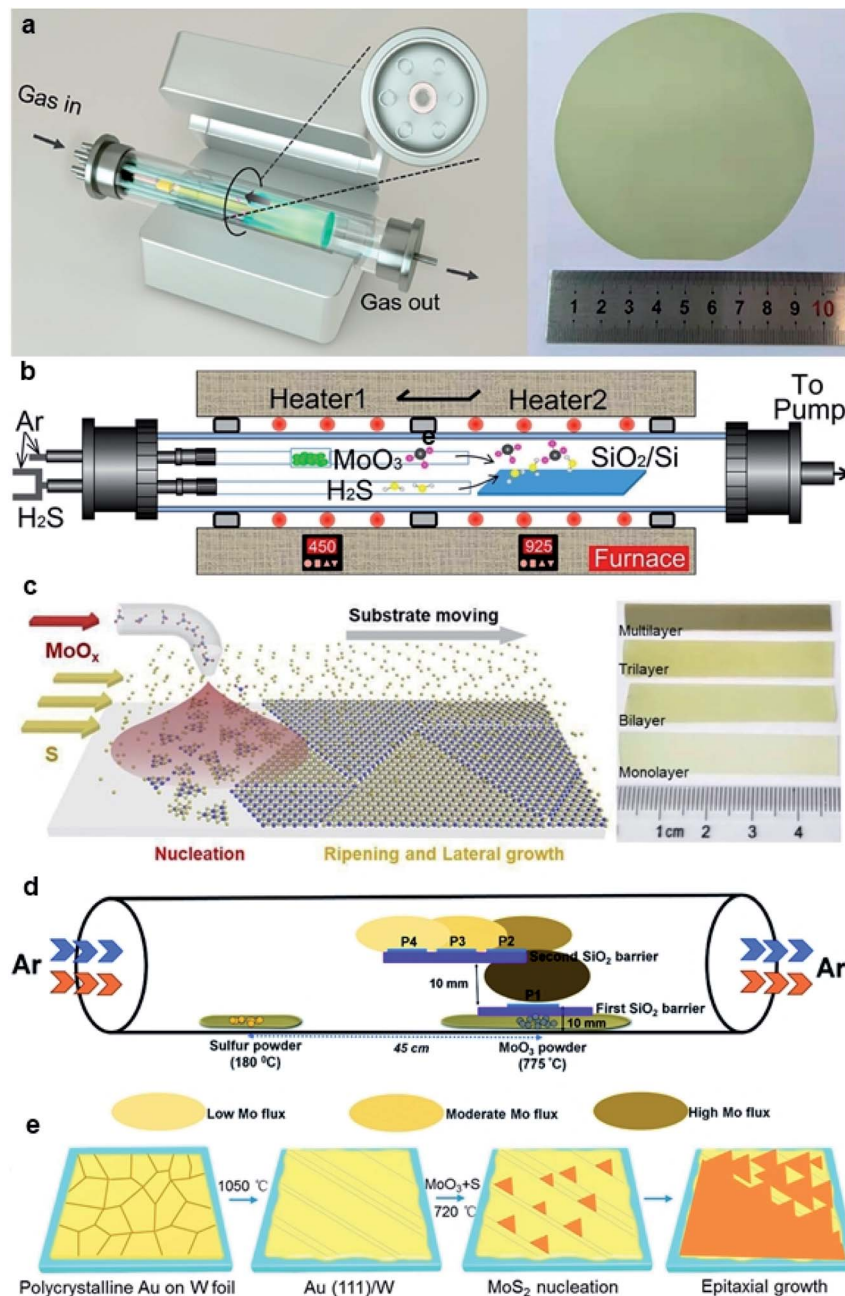 a
Gas in
Gas out
1 2 3 4 5 6 7 8 9 10
b
Heater1
Heater2
To
Pump
Ar
e
MoO₃
SiO₂/Si
H₂S
H₂S
450
925
Furnace
c
Substrate moving
MoOₓ
S
Nucleation
Ripening and Lateral growth
Multilayer
Trilayer
Bilayer
Monolayer
1 cm 2 3 4
d
Ar
Ar
P4 P3 P2
Second SiO₂ barrier
10 mm
P1
First SiO₂ barrier
10 mm
Sulfur powder
(180 ⁰C)
45 cm
MoO₃ powder
(775 ˚C)
Low Mo flux
Moderate Mo flux
High Mo flux
e
1050 ℃
MoO₃+S
720 ℃
Polycrystalline Au on W foil
Au (111)/W
MoS₂ nucleation
Epitaxial growth